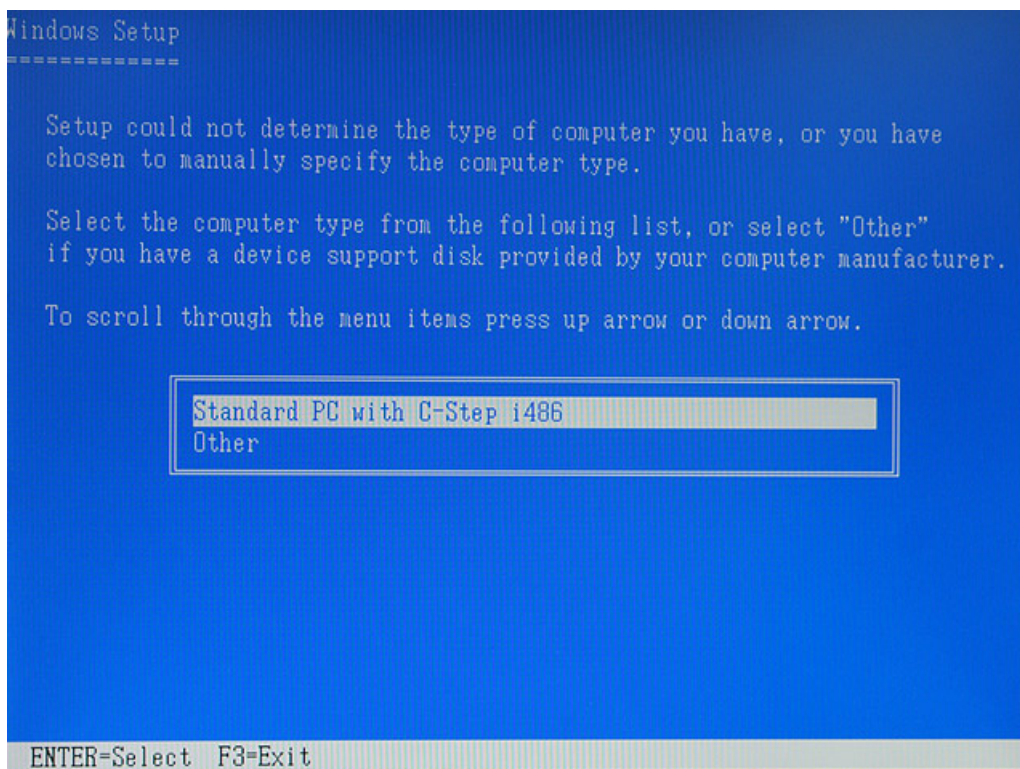 Windows Setup
=============
Setup could not determine the type of computer you have, or you have
chosen to manually specify the computer type.
Select the computer type from the following list, or select "Other"
if you have a device support disk provided by your computer manufacturer.
To scroll through the menu items press up arrow or down arrow.
Standard PC with C-Step i486
Other
ENTER=Select  F3=Exit